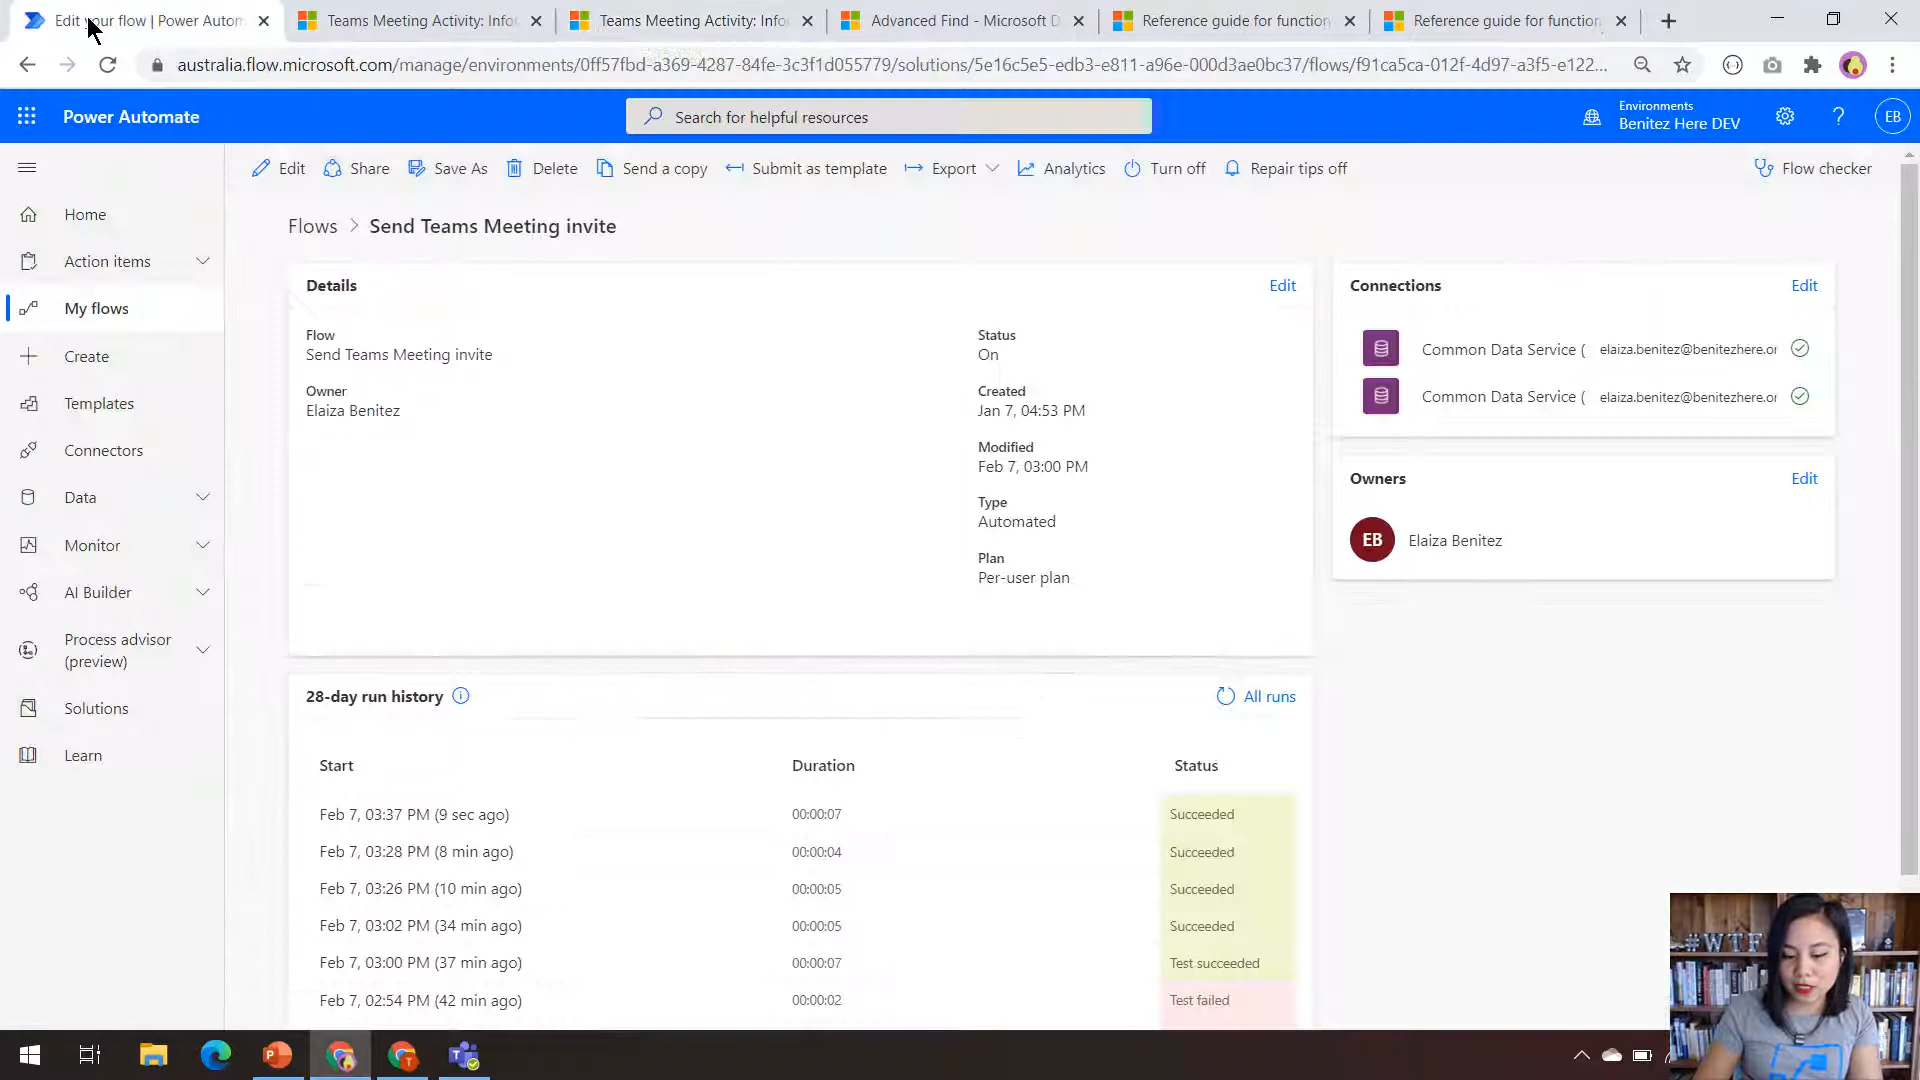 Edit your flow | Power Autom
Teams Meeting Activity: Info
Teams Meeting Activity: Info
Advanced Find - Microsoft D
Reference guide for function
Reference guide for function
australia.flow.microsoft.com/manage/environments/0ff57fbd-a369-4287-84fe-3c3f1d055779/solutions/5e16c5e5-edb3-e811-a96e-000d3ae0bc37/flows/f91ca5ca-012f-4d97-a3f5-e122...
Power Automate
Search for helpful resources
Environments
Benitez Here DEV
EB
Edit Share Save As Delete Send a copy Submit as template Export Analytics Turn off Repair tips off Flow checker
Home
Action items
My flows
Create
Templates
Connectors
Data
Monitor
AI Builder
Process advisor
(preview)
Solutions
Learn
Flows > Send Teams Meeting invite
Details Edit
Flow
Send Teams Meeting invite
Owner
Elaiza Benitez
Status
On
Created
Jan 7, 04:53 PM
Modified
Feb 7, 03:00 PM
Type
Automated
Plan
Per-user plan
Connections Edit
Common Data Service ( elaiza.benitez@benitezhere.or
Common Data Service ( elaiza.benitez@benitezhere.or
Owners Edit
EB Elaiza Benitez
28-day run history All runs
Start Duration Status
Feb 7, 03:37 PM (9 sec ago) 00:00:07 Succeeded
Feb 7, 03:28 PM (8 min ago) 00:00:04 Succeeded
Feb 7, 03:26 PM (10 min ago) 00:00:05 Succeeded
Feb 7, 03:02 PM (34 min ago) 00:00:05 Succeeded
Feb 7, 03:00 PM (37 min ago) 00:00:07 Test succeeded
Feb 7, 02:54 PM (42 min ago) 00:00:02 Test failed
#WTF